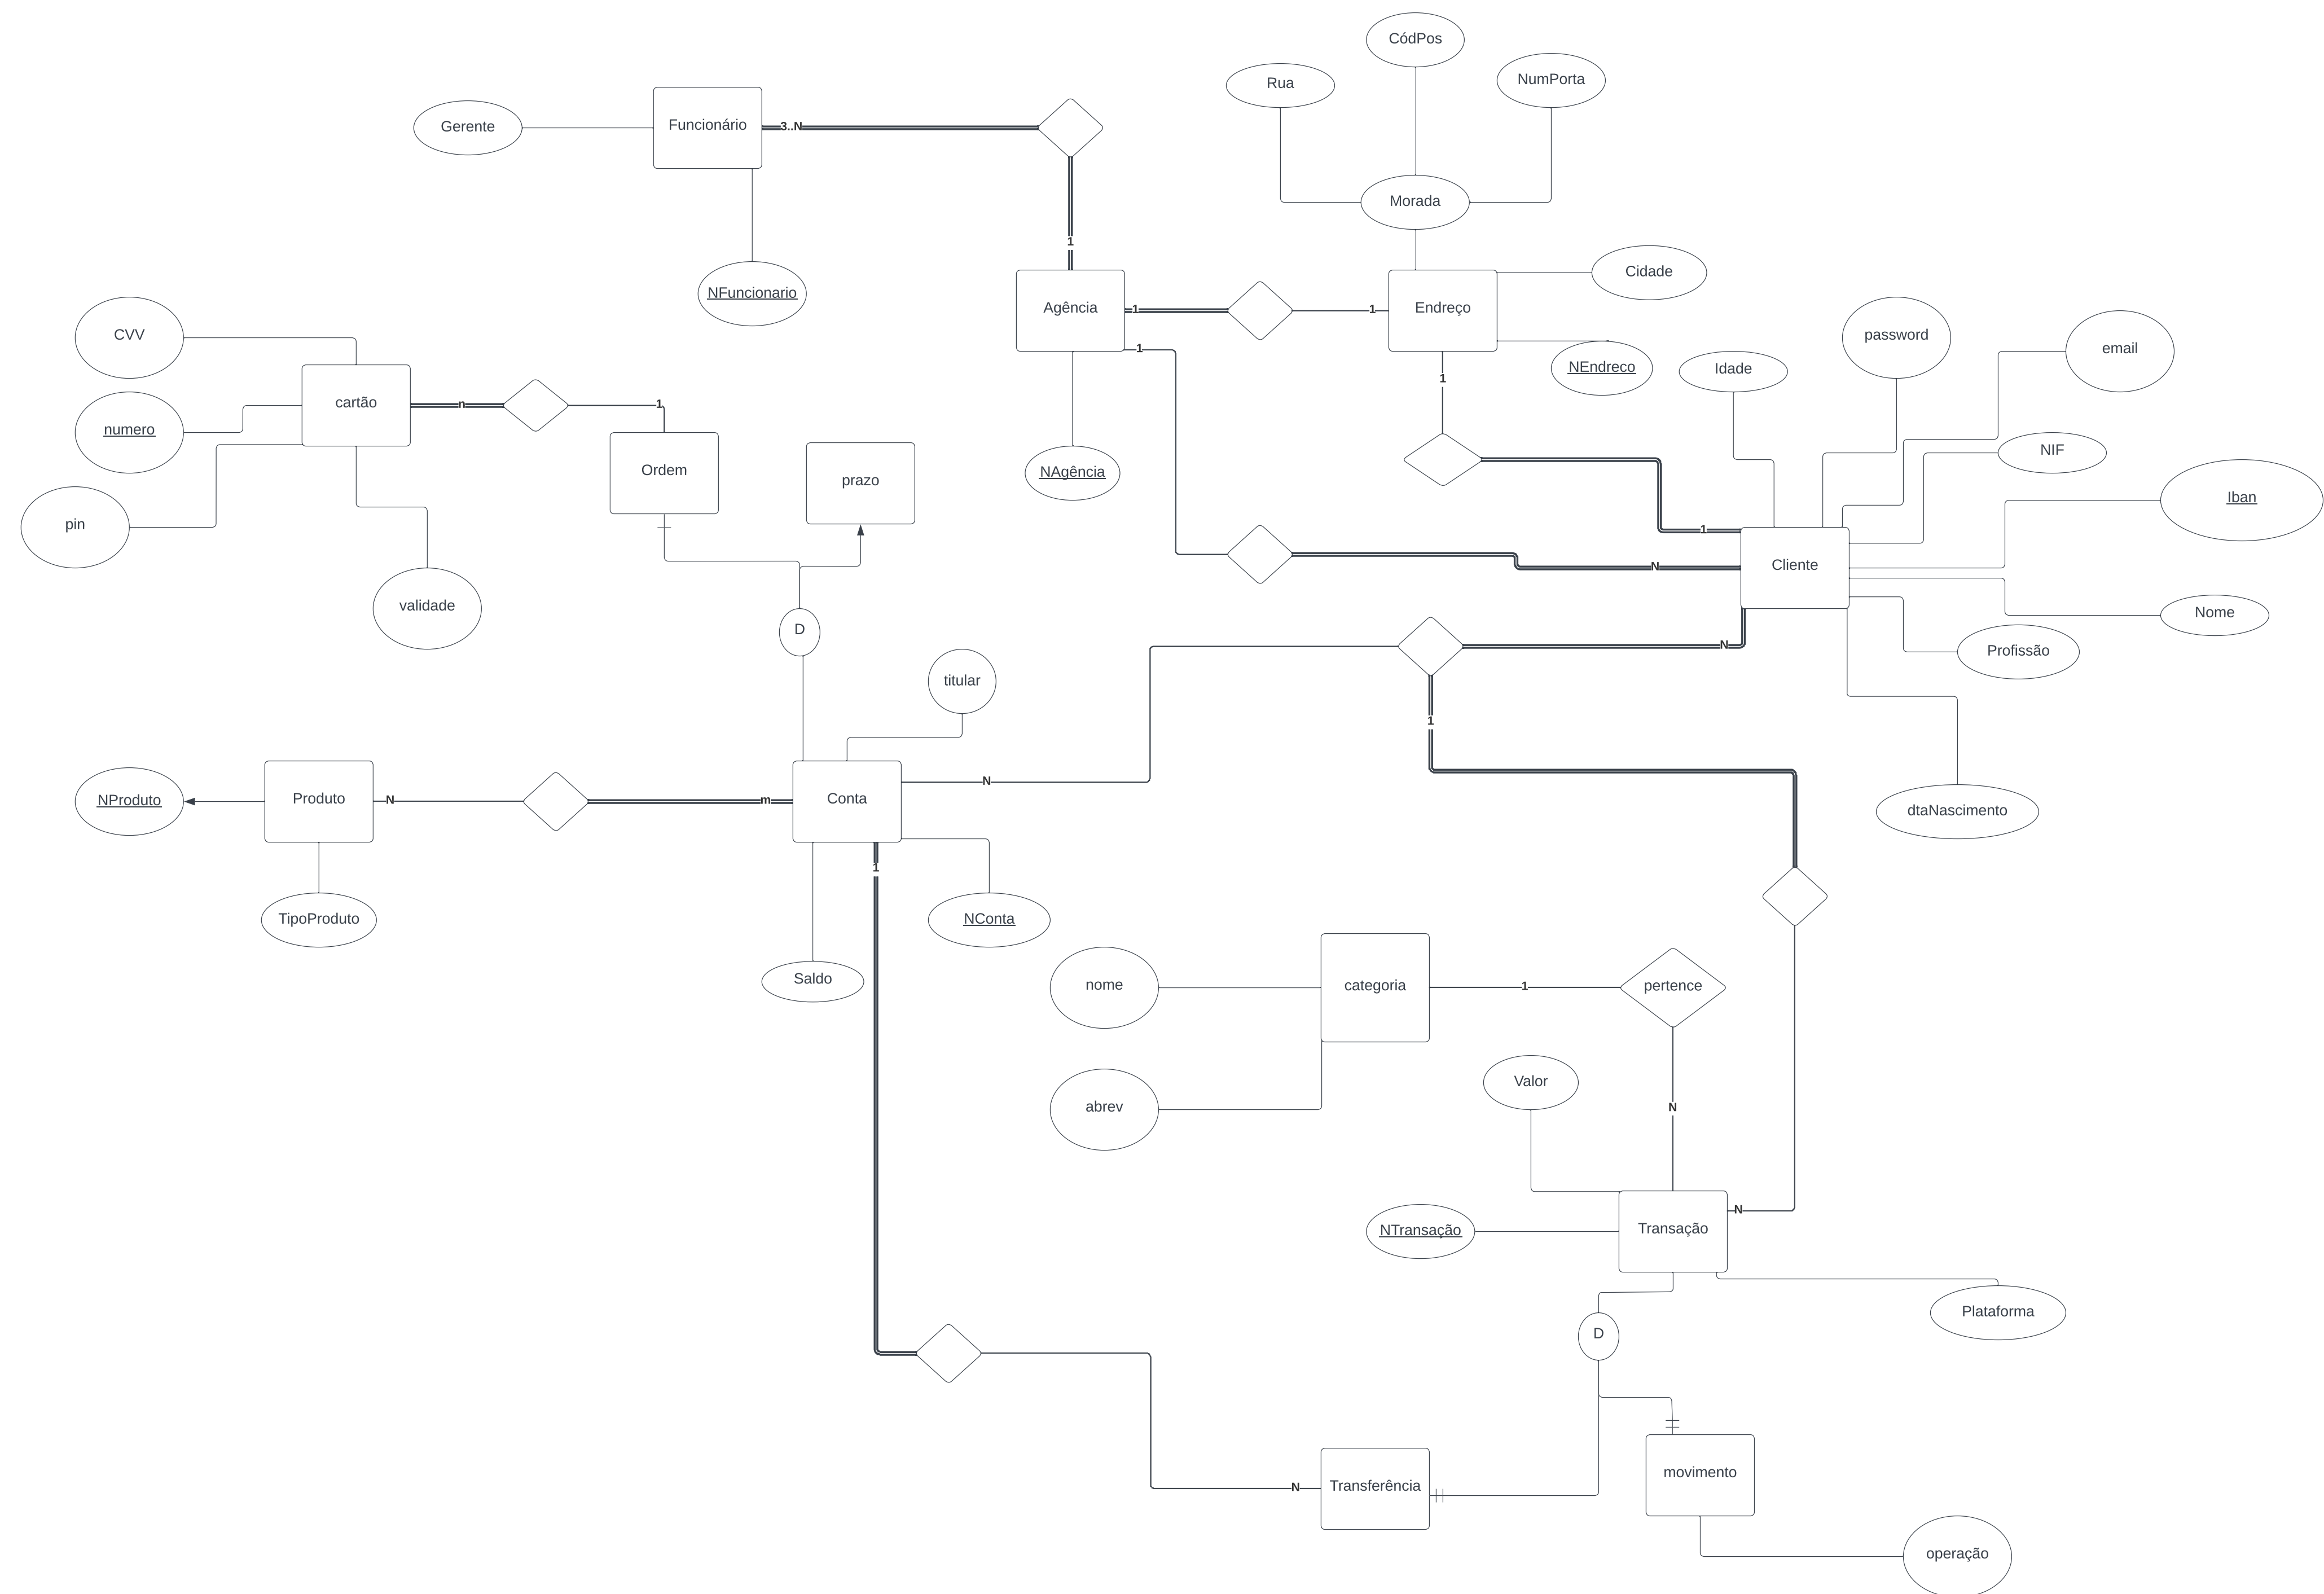 CódPos
NumPorta
Rua
Gerente
Funcionário
3..N
Morada
1
Cidade
NFuncionario
Agência
1
1
Endreço
CVV
password
email
1
NEndreco
Idade
1
cartão
n
1
numero
NIF
Ordem
prazo
NAgência
Iban
pin
1
Cliente
N
validade
Nome
D
N
Profissão
titular
1
N
NProduto
Produto
N
m
Conta
dtaNascimento
1
TipoProduto
NConta
Saldo
nome
categoria
1
pertence
Valor
abrev
N
N
NTransação
Transação
Plataforma
D
movimento
N
Transferência
operação